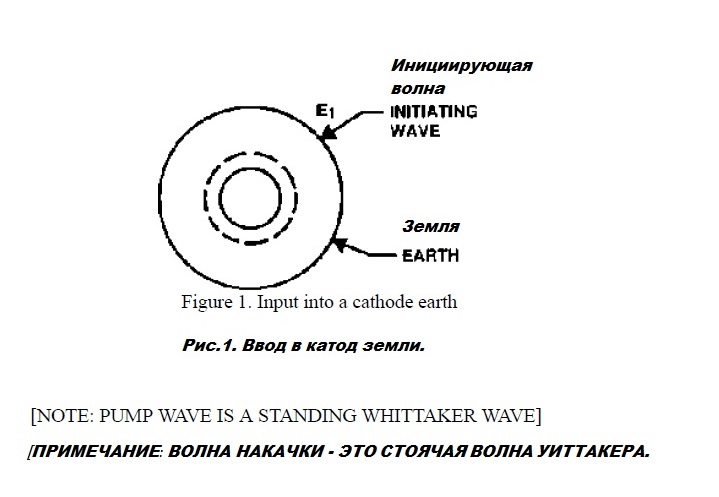 Инициирующая
волна
E1
INITIATING
WAVE
Земля
EARTH
Figure 1. Input into a cathode earth
Рис.1. Ввод в катод земли.
[NOTE: PUMP WAVE IS A STANDING WHITTAKER WAVE]
[ПРИМЕЧАНИЕ: ВОЛНА НАКАЧКИ - ЭТО СТОЯЧАЯ ВОЛНА УИТТАКЕРА.